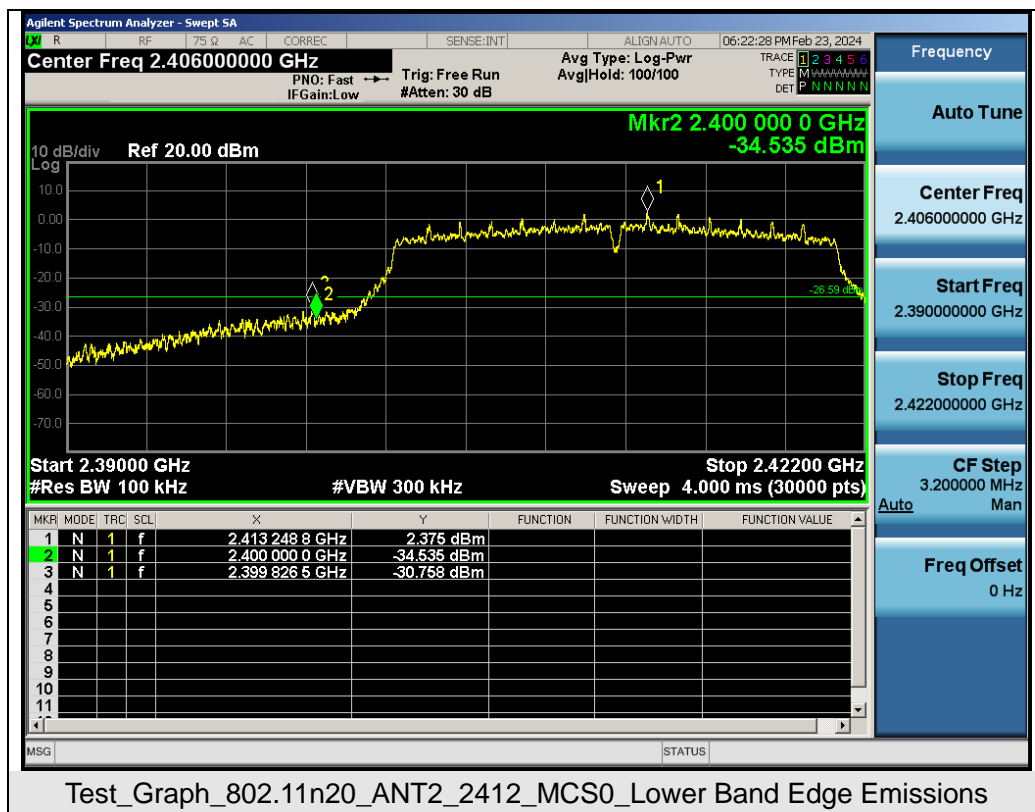 Agilent Spectrum Analyzer - Swept SA
LXI R RF 75 Ω AC CORREC SENSE:INT ALIGN AUTO 06:22:28 PM Feb 23, 2024
Center Freq 2.406000000 GHz
PNO: Fast
IFGain:Low
Trig: Free Run
#Atten: 30 dB
Avg Type: Log-Pwr
Avg|Hold: 100/100
TRACE 1 2 3 4 5 6
TYPE M
DET P N N N N N
Mkr2 2.400 000 0 GHz
-34.535 dBm
10 dB/div Ref 20.00 dBm
Log
10.0
0.00
-10.0
-20.0
-30.0
-40.0
-50.0
-60.0
-70.0
1
2
-26.59 dBm
Start 2.39000 GHz Stop 2.42200 GHz
#Res BW 100 kHz #VBW 300 kHz Sweep 4.000 ms (30000 pts)
MKR MODE TRC SCL X Y FUNCTION FUNCTION WIDTH FUNCTION VALUE
1 N 1 f 2.413 248 8 GHz 2.375 dBm
2 N 1 f 2.400 000 0 GHz -34.535 dBm
3 N 1 f 2.399 826 5 GHz -30.758 dBm
4
5
6
7
8
9
10
11
MSG STATUS
Frequency
Auto Tune
Center Freq
2.406000000 GHz
Start Freq
2.390000000 GHz
Stop Freq
2.422000000 GHz
CF Step
3.200000 MHz
Auto Man
Freq Offset
0 Hz
Test_Graph_802.11n20_ANT2_2412_MCS0_Lower Band Edge Emissions